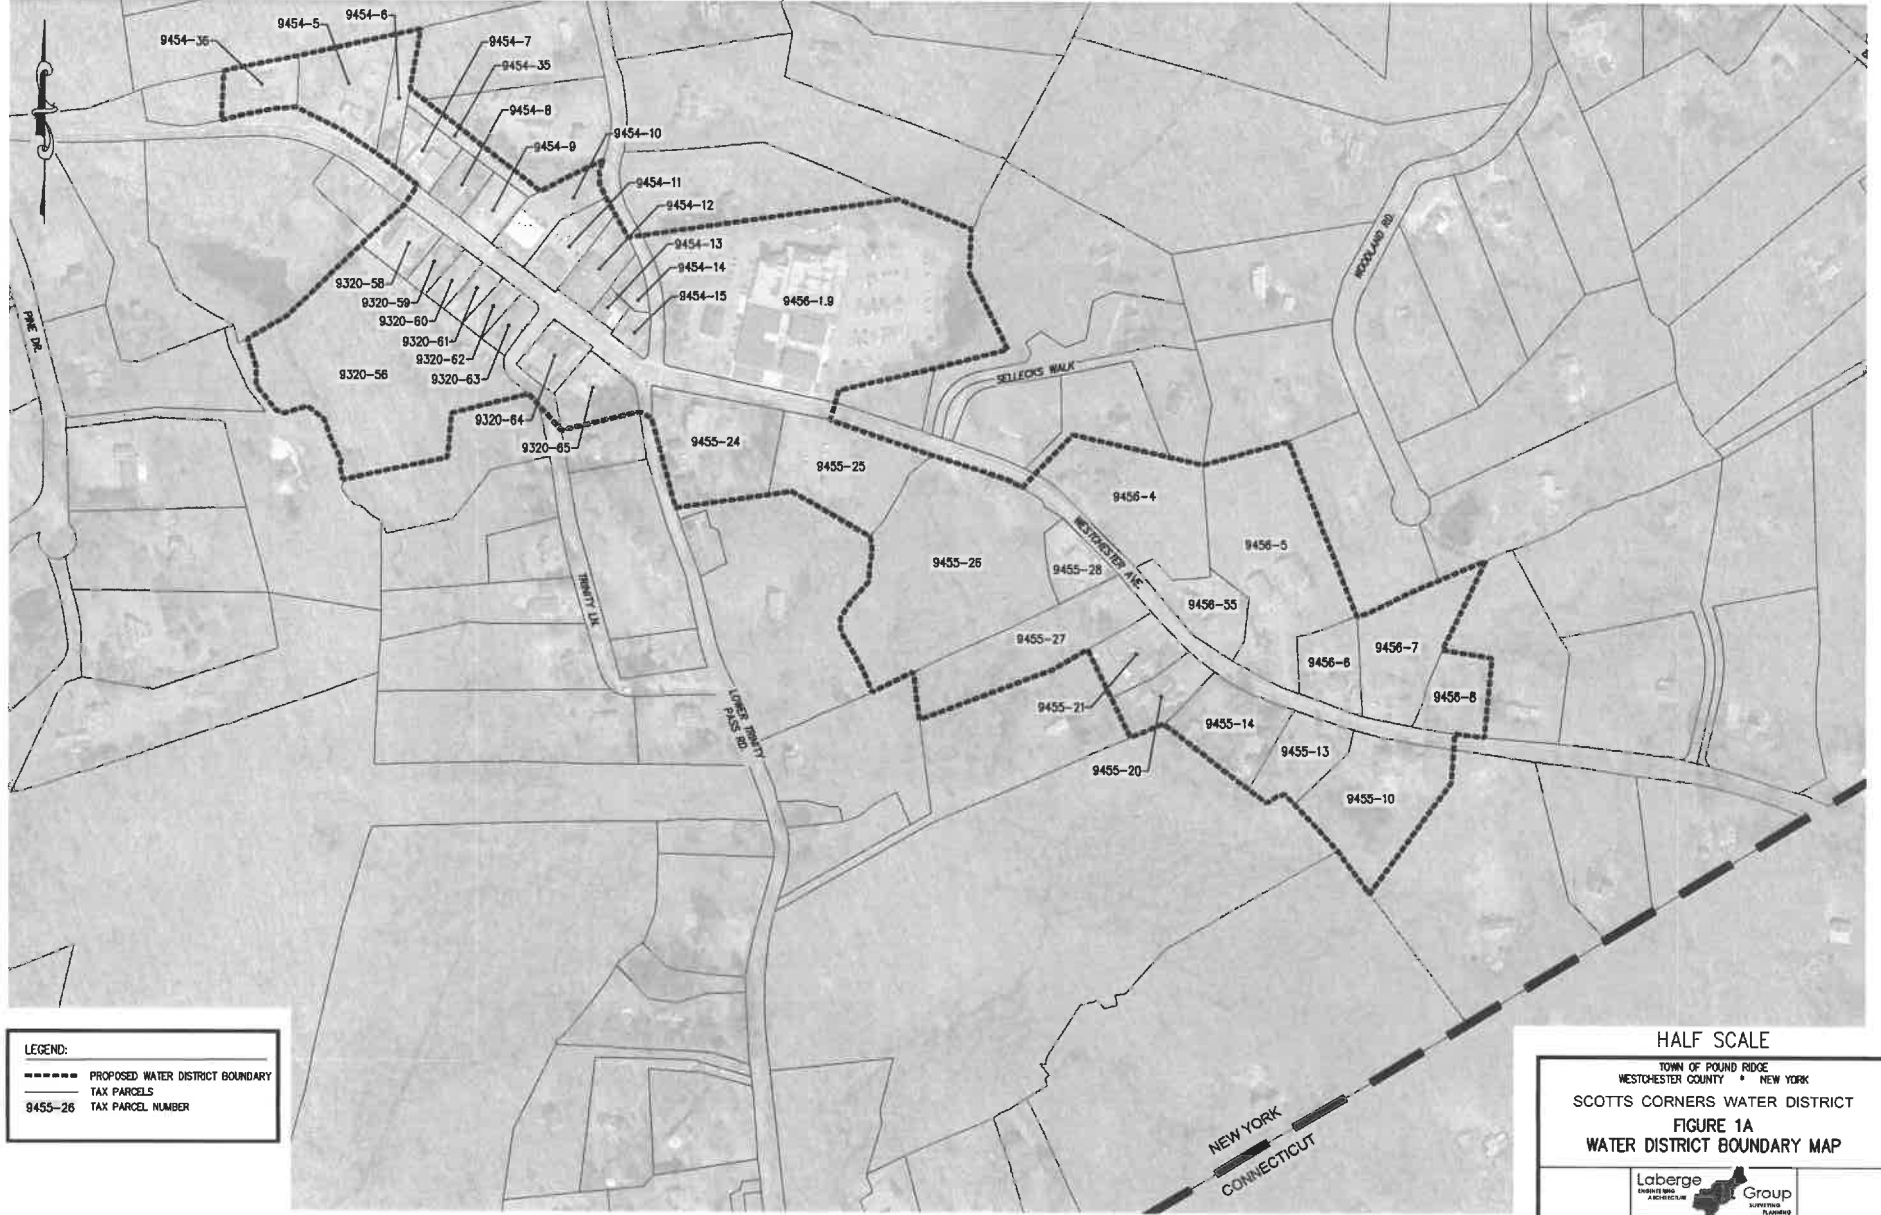 9454-36
9454-5
9454-6
9454-7
9454-35
9454-8
9454-9
9454-10
9454-11
9454-12
9454-13
9454-14
9454-15
9320-58
9320-59
9320-60
9320-61
9320-62
9320-63
9320-56
9320-64
9320-65
9456-1.9
9455-24
9455-25
9456-4
9456-5
9455-26
9455-28
9456-55
9455-27
9456-6
9456-7
9456-8
9455-21
9455-20
9455-14
9455-13
9455-10
PINE DR.
WOODLAND RD.
SELLECKS WALK
WESTCHESTER AVE.
TRINITY LN.
LOWER TRINITY
PASS RD.
NEW YORK
CONNECTICUT
LEGEND:
PROPOSED WATER DISTRICT BOUNDARY
TAX PARCELS
9455-26 TAX PARCEL NUMBER
HALF SCALE
TOWN OF POUND RIDGE
WESTCHESTER COUNTY * NEW YORK
SCOTTS CORNERS WATER DISTRICT
FIGURE 1A
WATER DISTRICT BOUNDARY MAP
Laberge
ENGINEERING
ARCHITECTURE
Group
SURVEYING
PLANNING